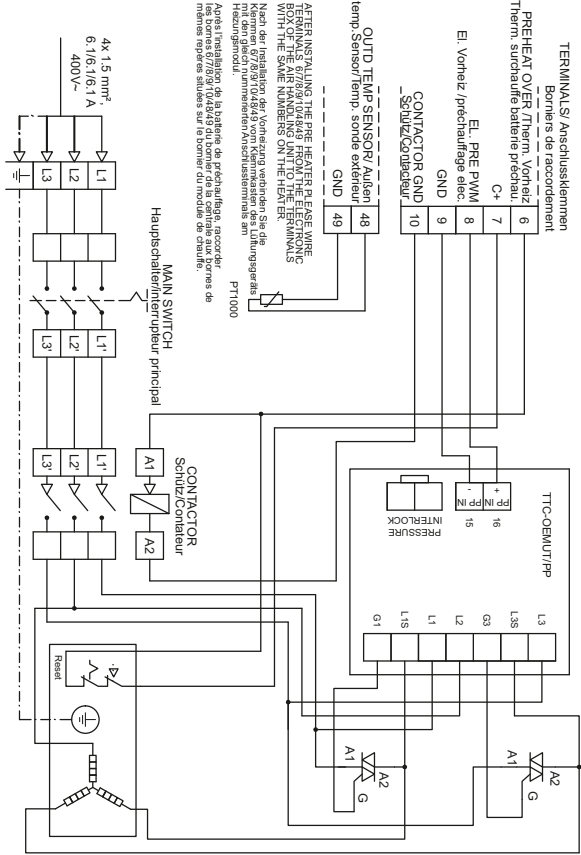 TERMINALS/ Anschlussklemmen
Borniers de raccordement
PREHEAT OVER /Therm. Vorheiz
Therm. surchauffe batterie préchau.
6
C+
7
EL. PRE PWM
El. Vorheiz /préchauffage élec.
8
GND
9
CONTACTOR GND
Schütz/Contacteur
10
OUTD TEMP SENSOR/ Außen
temp.Sensor/Temp. sonde extérieur
48
GND
49
PT1000
AFTER INSTALLING THE PRE HEATER PLEASE WIRE
TERMINALS 6/7/8/9/10/48/49 FROM THE ELECTRONIC
BOX OF THE AIR HANDLING UNIT TO THE TERMINALS
WITH THE SAME NUMBERS ON THE HEATER.
Nach der Installation der Vorheizung verbinden Sie die
Klemmen 6/7/8/9/10/48/49 vom Klemmkasten des Lüftungsgeräts
mit den gleich nummerierten Anschlussterminals am
Heizungsmodul.
Après l'installation de la batterie de préchauffage, raccorder
les bornes 6/7/8/9/10/48/49 du bornier de la centrale aux bornes de
mêmes repères situées sur le bornier du module de chauffe.
TTC-OEMUT/PP
+ PP IN
16
- PP IN
15
PRESSURE
INTERLOCK
L3
L3S
G3
L2
L1
L1S
G1
A2
A1
G
A2
A1
G
CONTACTOR
Schütz/Contateur
A1
A2
MAIN SWITCH
Hauptschalter/interrupteur principal
4x 1.5 mm²,
6.1/6.1/6.1 A
400V~
L1
L2
L3
L1'
L2'
L3'
L1'
L2'
L3'
Reset